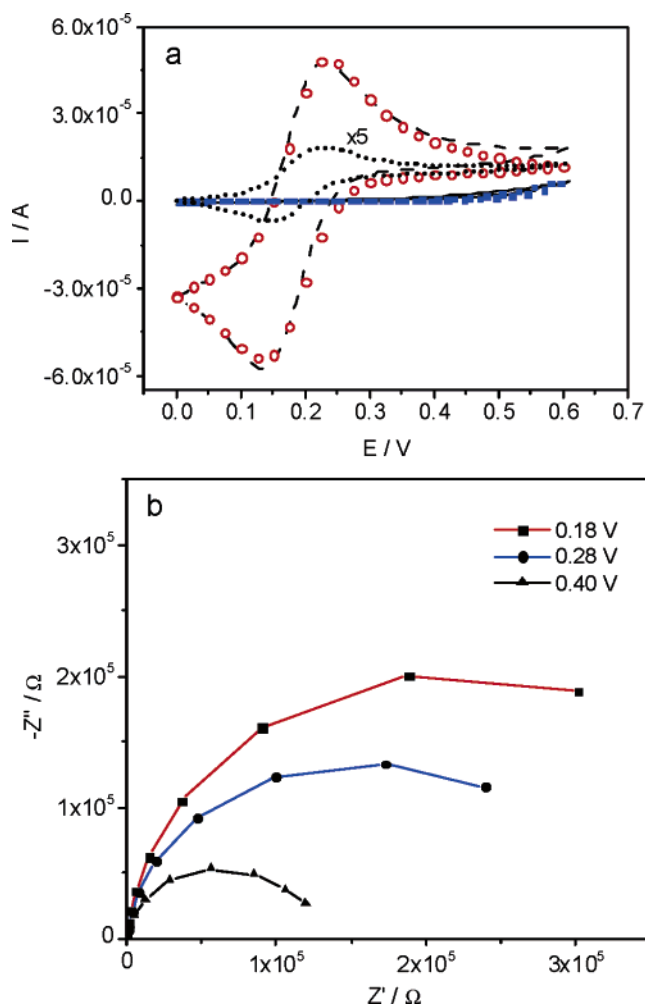 a
6.0x10⁻⁵
3.0x10⁻⁵
0.0
-3.0x10⁻⁵
-6.0x10⁻⁵
I / A
x5
0.0 0.1 0.2 0.3 0.4 0.5 0.6 0.7
E / V
b
0.18 V
0.28 V
0.40 V
3x10⁵
2x10⁵
1x10⁵
0
-Z'' / Ω
0 1x10⁵ 2x10⁵ 3x10⁵
Z' / Ω